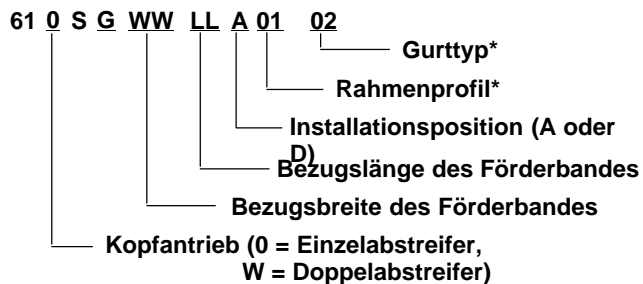 61 0 S G WW LL A 01 02
Gurttyp*
Rahmenprofil*
Installationsposition (A oder
D)
Bezugslänge des Förderbandes
Bezugsbreite des Förderbandes
Kopfantrieb (0 = Einzelabstreifer,
W = Doppelabstreifer)